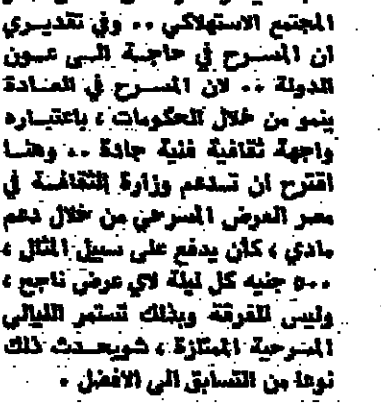 المجتمع الاستهلاكي .. وفي تقديري
ان المسرح في حاجة الى عون
الدولة .. لان المسرح في العادة
ينمو من خلال الحكومات ، باعتباره
واجهة ثقافية فنية جادة .. وهنا
اقترح ان تدعم وزارة الثقافة في
مصر العرض المسرحي من خلال دعم
مادي ، كأن يدفع على سبيل المثال ،
٥٠٠ جنيه كل ليلة لاي عرض ناجح ،
وليس للفرقة وبذلك تستمر الليالي
المسرحية الممتازة ، شويحدث ذلك
نوعا من التسابق الى الافضل .